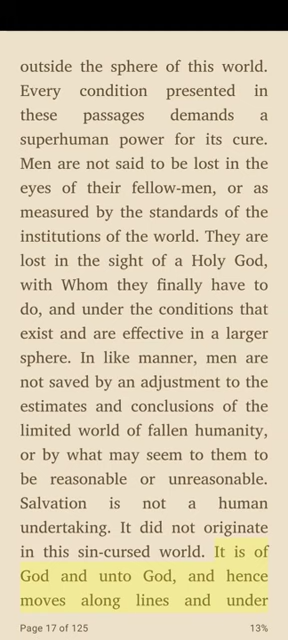 outside the sphere of this world.
Every condition presented in
these passages demands a
superhuman power for its cure.
Men are not said to be lost in the
eyes of their fellow-men, or as
measured by the standards of the
institutions of the world. They are
lost in the sight of a Holy God,
with Whom they finally have to
do, and under the conditions that
exist and are effective in a larger
sphere. In like manner, men are
not saved by an adjustment to the
estimates and conclusions of the
limited world of fallen humanity,
or by what may seem to them to
be reasonable or unreasonable.
Salvation is not a human
undertaking. It did not originate
in this sin-cursed world. It is of
God and unto God, and hence
moves along lines and under
Page 17 of 125 13%